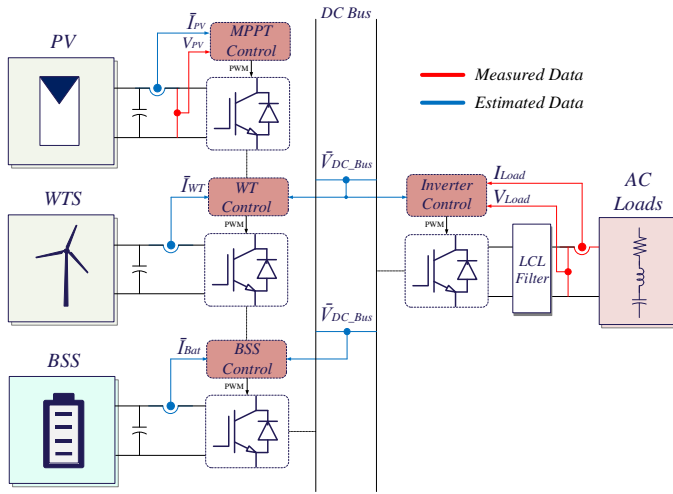 DC Bus
PV
Ī_PV
V_PV
MPPT
Control
PWM
Measured Data
Estimated Data
WTS
Ī_WT
WT
Control
PWM
V̄_DC_Bus
Inverter
Control
PWM
I_Load
V_Load
AC
Loads
LCL
Filter
BSS
Ī_Bat
BSS
Control
PWM
V̄_DC_Bus